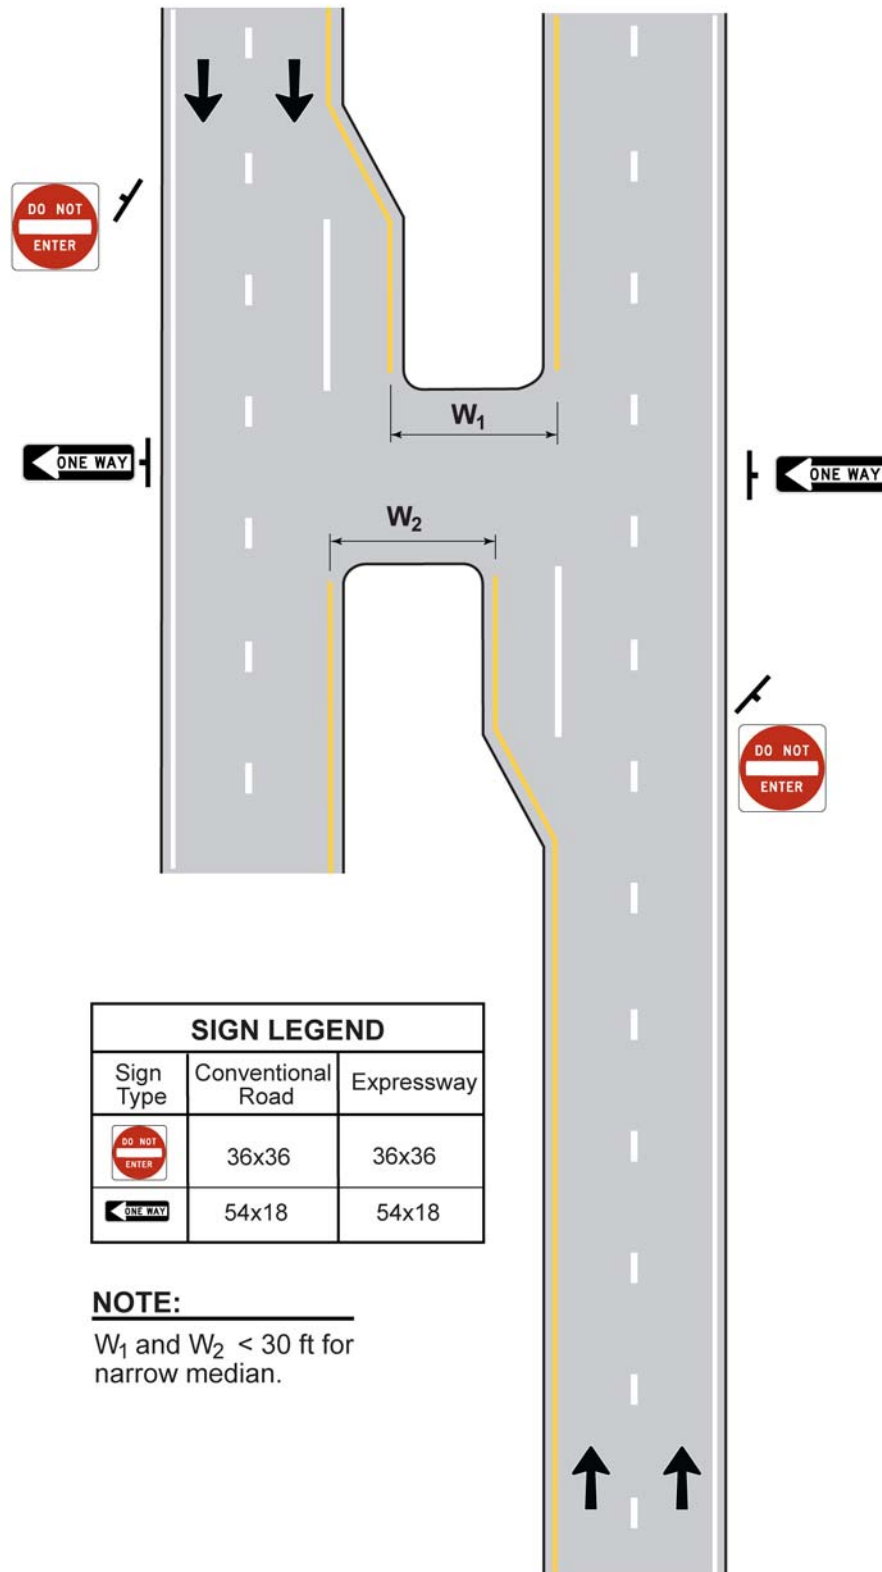 DO NOT
ENTER
W₁
ONE WAY
ONE WAY
W₂
DO NOT
ENTER
SIGN LEGEND
Sign Type
Conventional Road
Expressway
DO NOT
ENTER
36x36
36x36
ONE WAY
54x18
54x18
NOTE:
W₁ and W₂ < 30 ft for
narrow median.